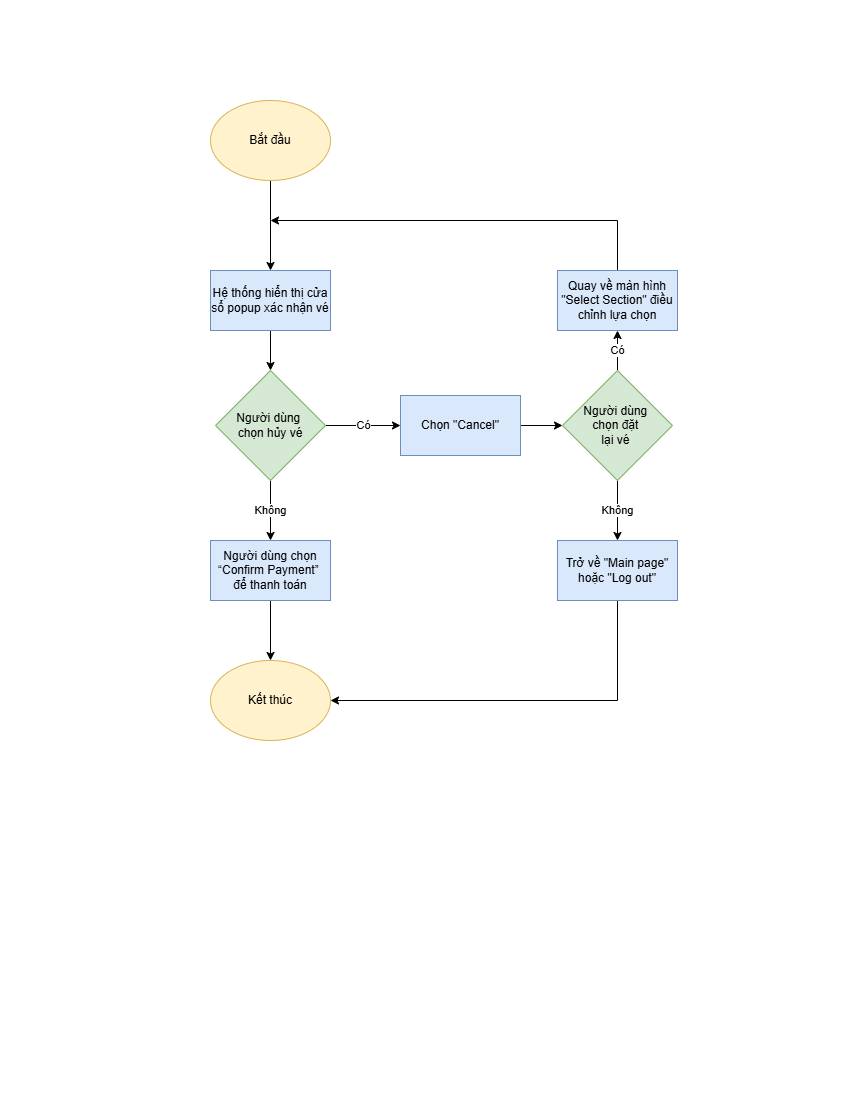 Bắt đầu
Hệ thống hiển thị cửa
sổ popup xác nhận vé
Quay về màn hình
"Select Section" điều
chỉnh lựa chọn
Có
Người dùng
chọn hủy vé
Có
Chọn "Cancel"
Người dùng
chọn đặt
lại vé
Không
Không
Người dùng chọn
“Confirm Payment”
để thanh toán
Trở về "Main page"
hoặc "Log out"
Kết thúc